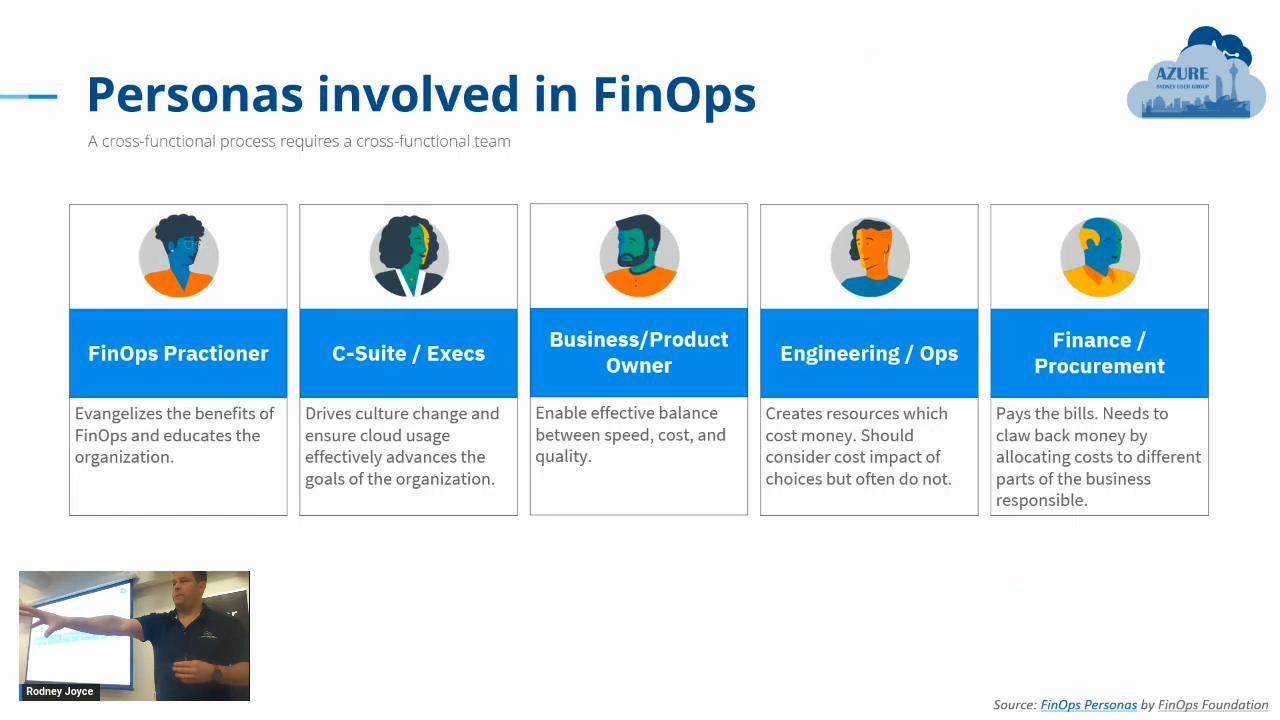 Personas involved in FinOps
A cross-functional process requires a cross-functional team
AZURE
SYDNEY USER GROUP
FinOps Practioner
Evangelizes the benefits of
FinOps and educates the
organization.
C-Suite / Execs
Drives culture change and
ensure cloud usage
effectively advances the
goals of the organization.
Business/Product
Owner
Enable effective balance
between speed, cost, and
quality.
Engineering / Ops
Creates resources which
cost money. Should
consider cost impact of
choices but often do not.
Finance /
Procurement
Pays the bills. Needs to
claw back money by
allocating costs to different
parts of the business
responsible.
Rodney Joyce
Source: FinOps Personas by FinOps Foundation